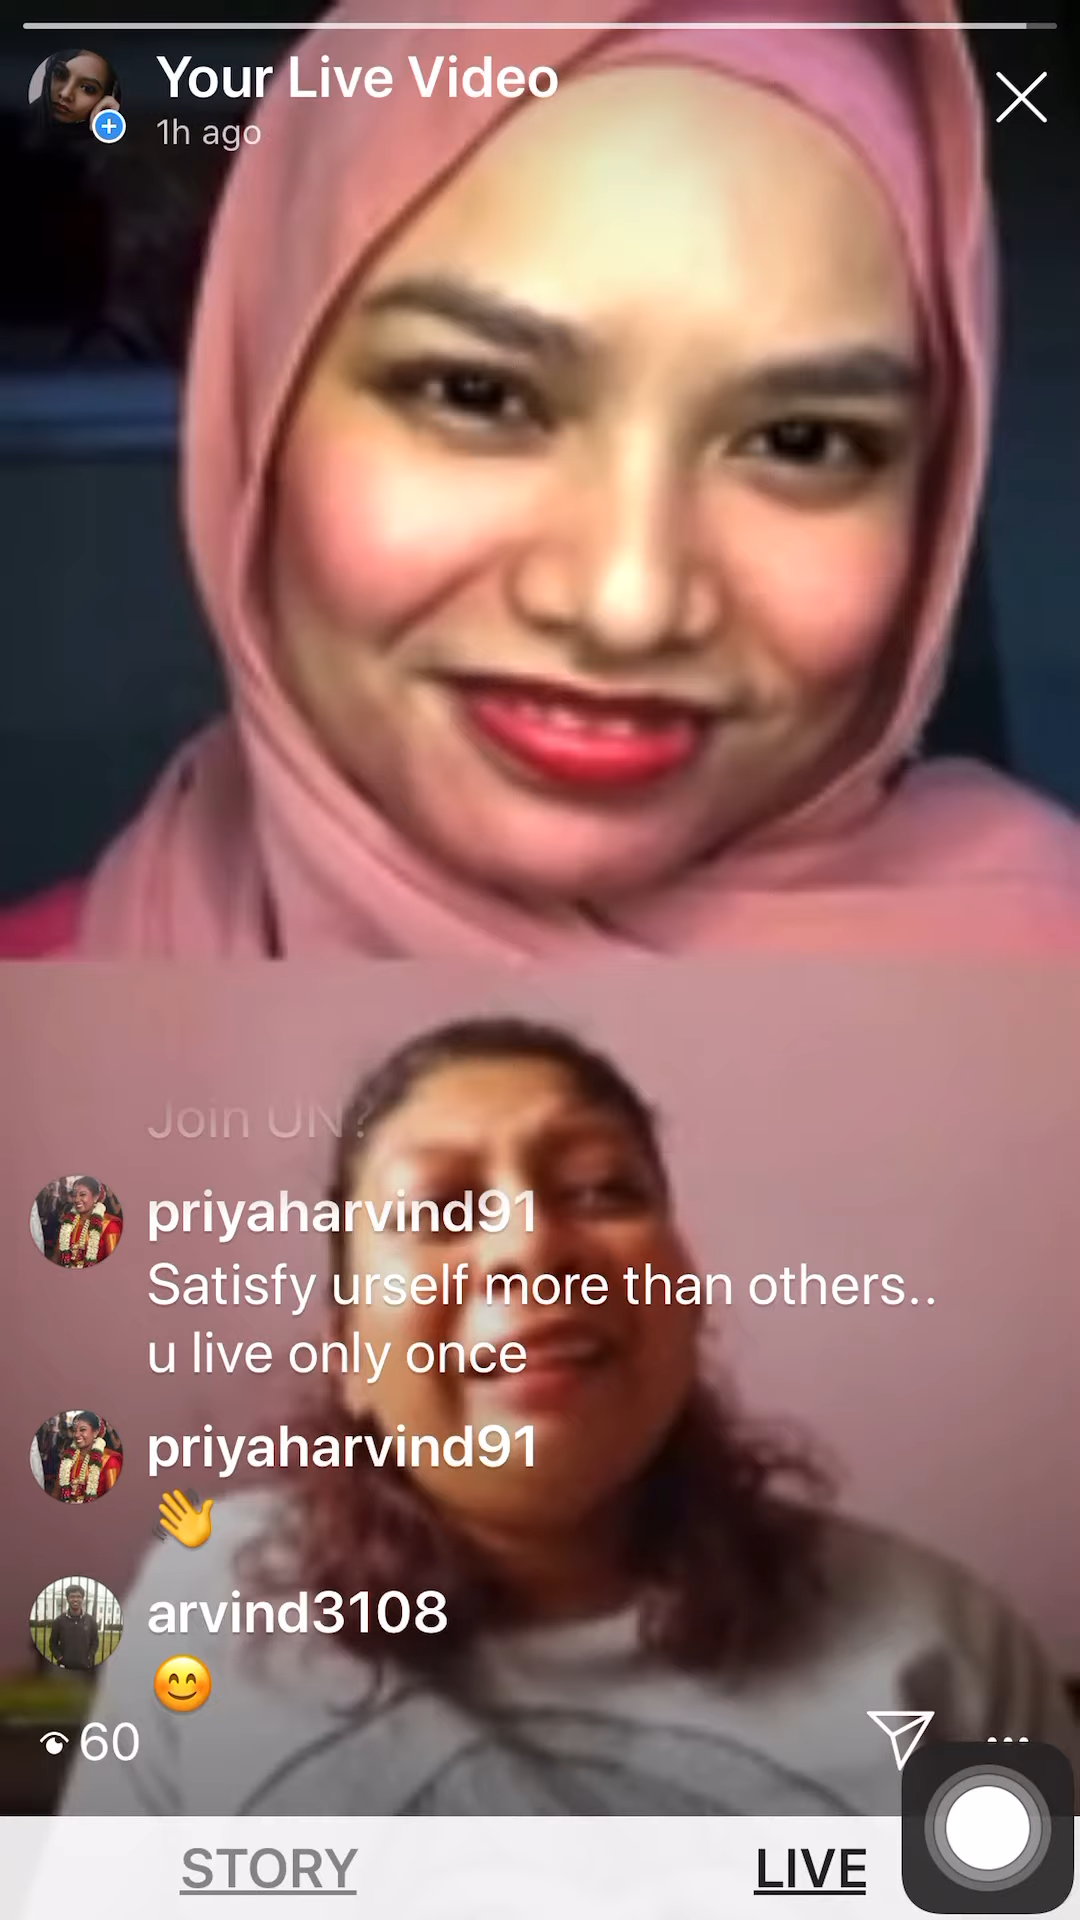 Your Live Video
1h ago
Join UN?
priyaharvind91
Satisfy urself more than others..
u live only once
priyaharvind91
👋
arvind3108
😊
60
STORY
LIVE